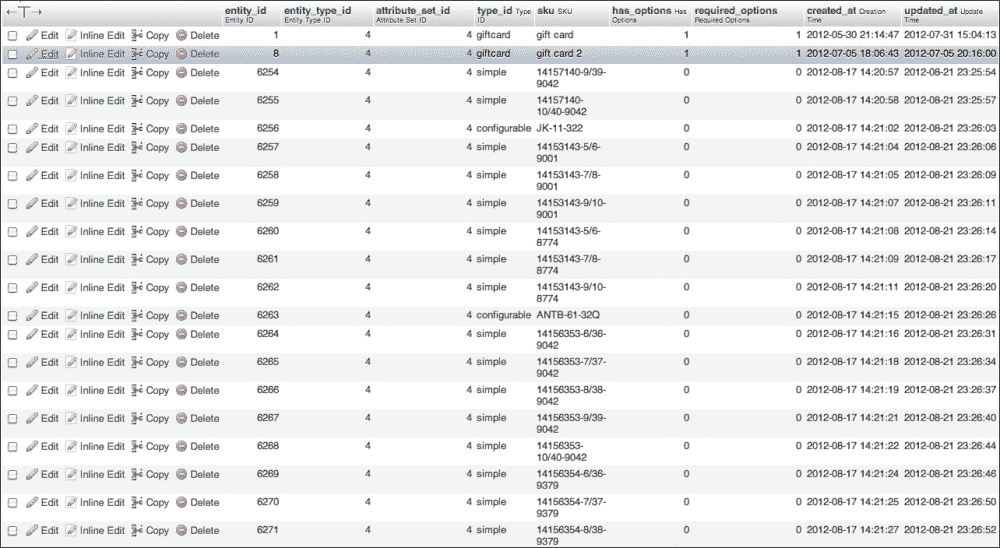 ←T→ entity_id entity_type_id attribute_set_id type_id Type sku SKU has_options Has required_options created_at Creation updated_at Update
Entity ID Entity Type ID Attribute Set ID ID Options Required Options Time Time
Edit Inline Edit Copy Delete 1 4 4 giftcard gift card 1 1 2012-05-30 21:14:47 2012-07-31 15:04:13
Edit Inline Edit Copy Delete 8 4 4 giftcard gift card 2 1 1 2012-07-05 18:06:43 2012-07-05 20:16:00
Edit Inline Edit Copy Delete 6254 4 4 simple 14157140-9/39- 0 0 2012-08-17 14:20:57 2012-08-21 23:25:54
9042
Edit Inline Edit Copy Delete 6255 4 4 simple 14157140- 0 0 2012-08-17 14:20:58 2012-08-21 23:25:57
10/40-9042
Edit Inline Edit Copy Delete 6256 4 4 configurable JK-11-322 0 0 2012-08-17 14:21:02 2012-08-21 23:26:03
Edit Inline Edit Copy Delete 6257 4 4 simple 14153143-5/6- 0 0 2012-08-17 14:21:04 2012-08-21 23:26:06
9001
Edit Inline Edit Copy Delete 6258 4 4 simple 14153143-7/8- 0 0 2012-08-17 14:21:05 2012-08-21 23:26:09
9001
Edit Inline Edit Copy Delete 6259 4 4 simple 14153143-9/10- 0 0 2012-08-17 14:21:07 2012-08-21 23:26:11
9001
Edit Inline Edit Copy Delete 6260 4 4 simple 14153143-5/6- 0 0 2012-08-17 14:21:08 2012-08-21 23:26:14
8774
Edit Inline Edit Copy Delete 6261 4 4 simple 14153143-7/8- 0 0 2012-08-17 14:21:09 2012-08-21 23:26:17
8774
Edit Inline Edit Copy Delete 6262 4 4 simple 14153143-9/10- 0 0 2012-08-17 14:21:11 2012-08-21 23:26:20
8774
Edit Inline Edit Copy Delete 6263 4 4 configurable ANTB-61-32Q 0 0 2012-08-17 14:21:15 2012-08-21 23:26:26
Edit Inline Edit Copy Delete 6264 4 4 simple 14156353-6/36- 0 0 2012-08-17 14:21:16 2012-08-21 23:26:31
9042
Edit Inline Edit Copy Delete 6265 4 4 simple 14156353-7/37- 0 0 2012-08-17 14:21:18 2012-08-21 23:26:34
9042
Edit Inline Edit Copy Delete 6266 4 4 simple 14156353-8/38- 0 0 2012-08-17 14:21:19 2012-08-21 23:26:37
9042
Edit Inline Edit Copy Delete 6267 4 4 simple 14156353-9/39- 0 0 2012-08-17 14:21:21 2012-08-21 23:26:40
9042
Edit Inline Edit Copy Delete 6268 4 4 simple 14156353- 0 0 2012-08-17 14:21:22 2012-08-21 23:26:44
10/40-9042
Edit Inline Edit Copy Delete 6269 4 4 simple 14156354-6/36- 0 0 2012-08-17 14:21:24 2012-08-21 23:26:46
9379
Edit Inline Edit Copy Delete 6270 4 4 simple 14156354-7/37- 0 0 2012-08-17 14:21:25 2012-08-21 23:26:50
9379
Edit Inline Edit Copy Delete 6271 4 4 simple 14156354-8/38- 0 0 2012-08-17 14:21:27 2012-08-21 23:26:52
9379